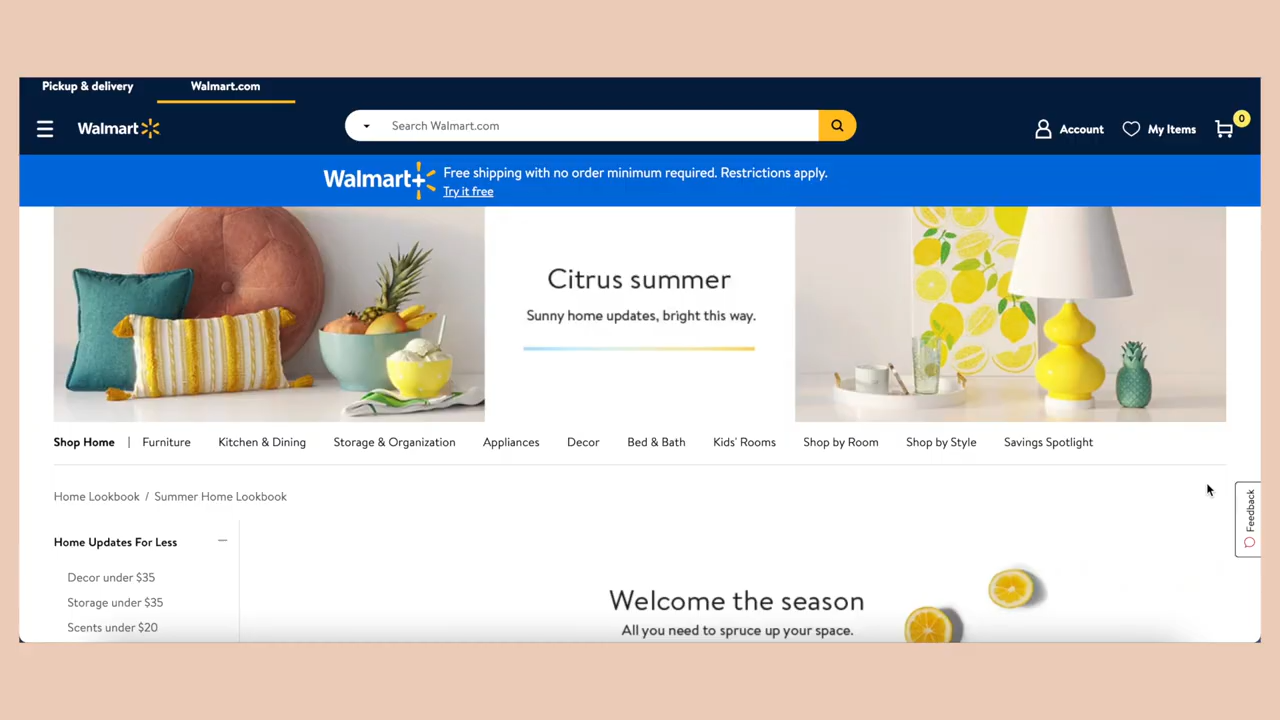 Pickup & delivery
Walmart.com
Walmart
Search Walmart.com
Account
My Items
0
Walmart+
Free shipping with no order minimum required. Restrictions apply.
Try it free
Citrus summer
Sunny home updates, bright this way.
Shop Home | Furniture Kitchen & Dining Storage & Organization Appliances Decor Bed & Bath Kids' Rooms Shop by Room Shop by Style Savings Spotlight
Home Lookbook / Summer Home Lookbook
Feedback
Home Updates For Less
Decor under $35
Storage under $35
Scents under $20
Welcome the season
All you need to spruce up your space.